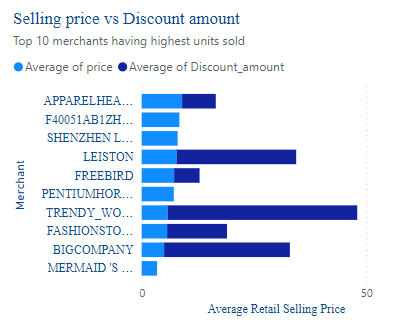 Selling price vs Discount amount
Top 10 merchants having highest units sold
Average of price Average of Discount_amount
APPARELHEA...
F40051AB1ZH...
SHENZHEN L...
LEISTON
FREEBIRD
PENTIUMHOR...
TRENDY_WO...
FASHIONSTO...
BIGCOMPANY
MERMAID 'S ...
Merchant
0 50
Average Retail Selling Price